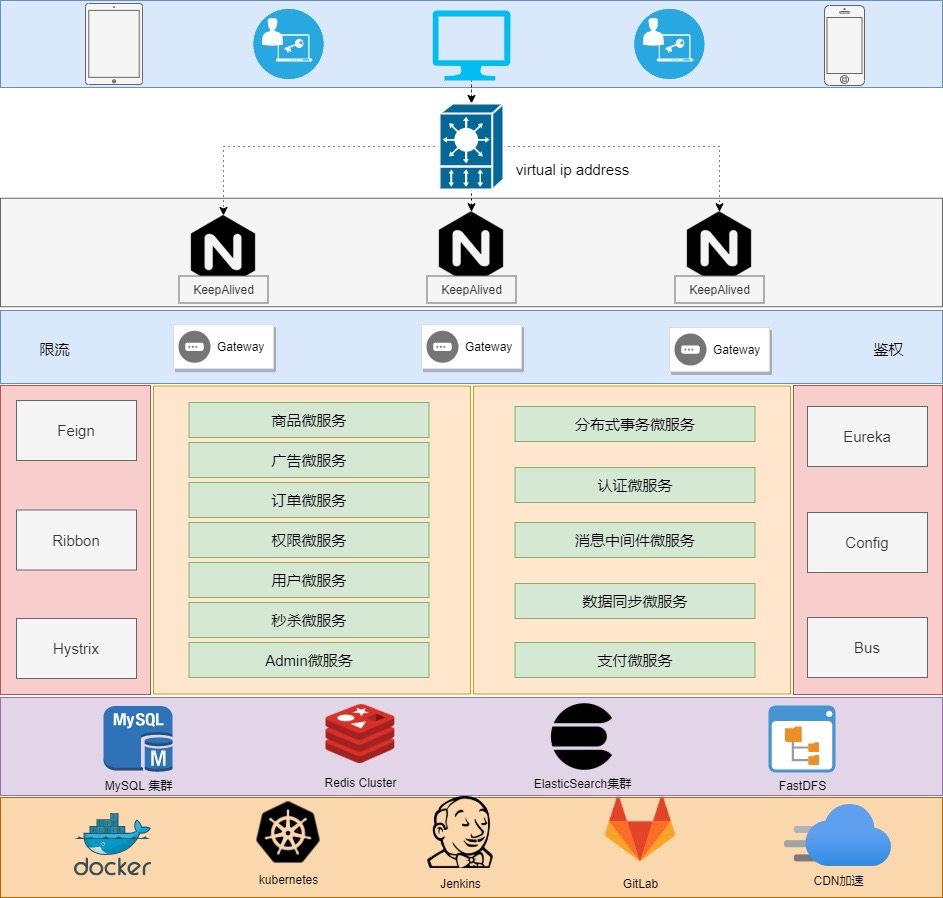 virtual ip address
N
N
N
KeepAlived
KeepAlived
KeepAlived
限流
Gateway
Gateway
Gateway
鉴权
Feign
Ribbon
Hystrix
商品微服务
广告微服务
订单微服务
权限微服务
用户微服务
秒杀微服务
Admin微服务
分布式事务微服务
认证微服务
消息中间件微服务
数据同步微服务
支付微服务
Eureka
Config
Bus
MySQL
M
MySQL 集群
Redis Cluster
ElasticSearch集群
FastDFS
docker
kubernetes
Jenkins
GitLab
CDN加速